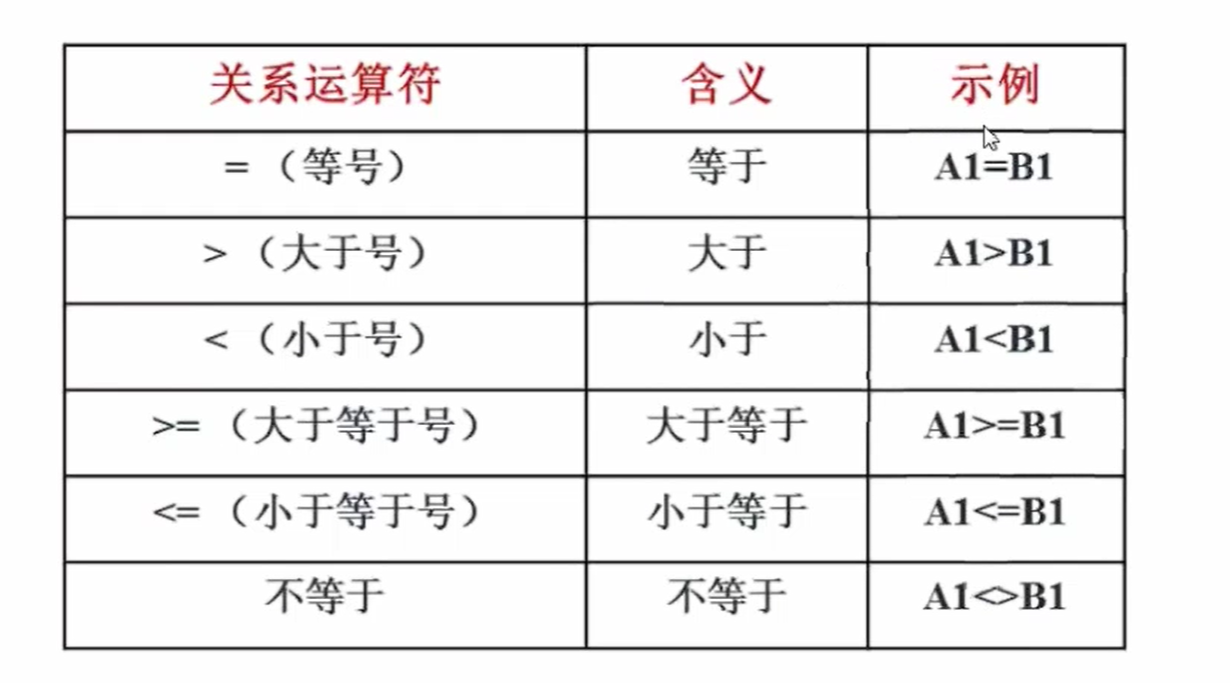 关系运算符 含义 示例
= （等号） 等于 A1=B1
> （大于号） 大于 A1>B1
< （小于号） 小于 A1<B1
>= （大于等于号） 大于等于 A1>=B1
<= （小于等于号） 小于等于 A1<=B1
不等于 不等于 A1<>B1